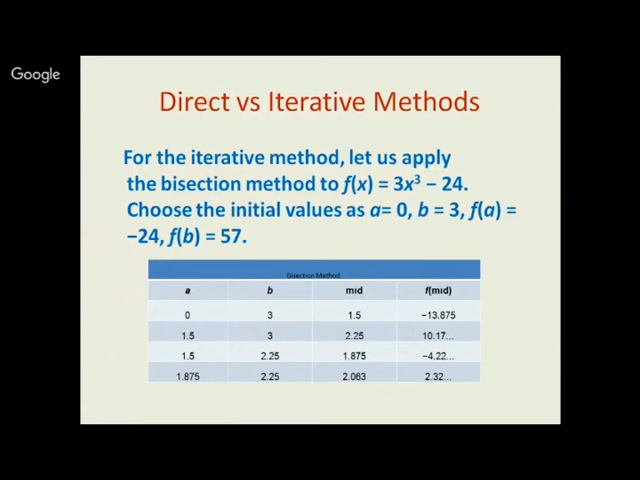 Google
Direct vs Iterative Methods
For the iterative method, let us apply
the bisection method to f(x) = 3x³ − 24.
Choose the initial values as a= 0, b = 3, f(a) =
−24, f(b) = 57.
Bisection Method
a b mid f(mid)
0 3 1.5 −13.875
1.5 3 2.25 10.17...
1.5 2.25 1.875 −4.22...
1.875 2.25 2.063 2.32...